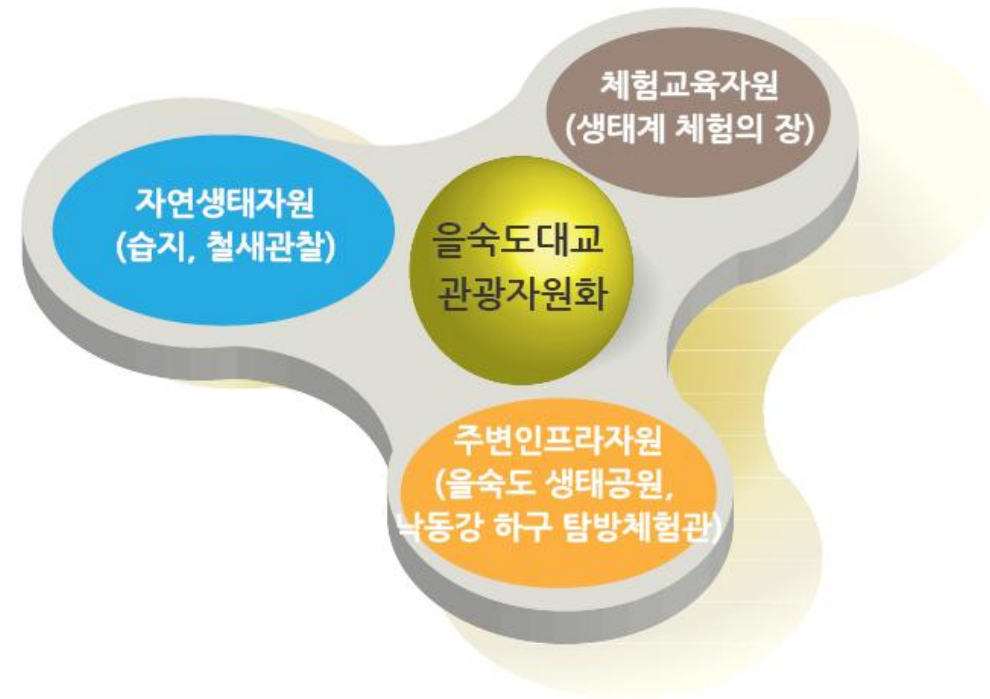 체험교육자원
(생태계 체험의 장)
자연생태자원
(습지, 철새관찰)
을숙도대교
관광자원화
주변인프라자원
(을숙도 생태공원,
낙동강 하구 탐방체험관)